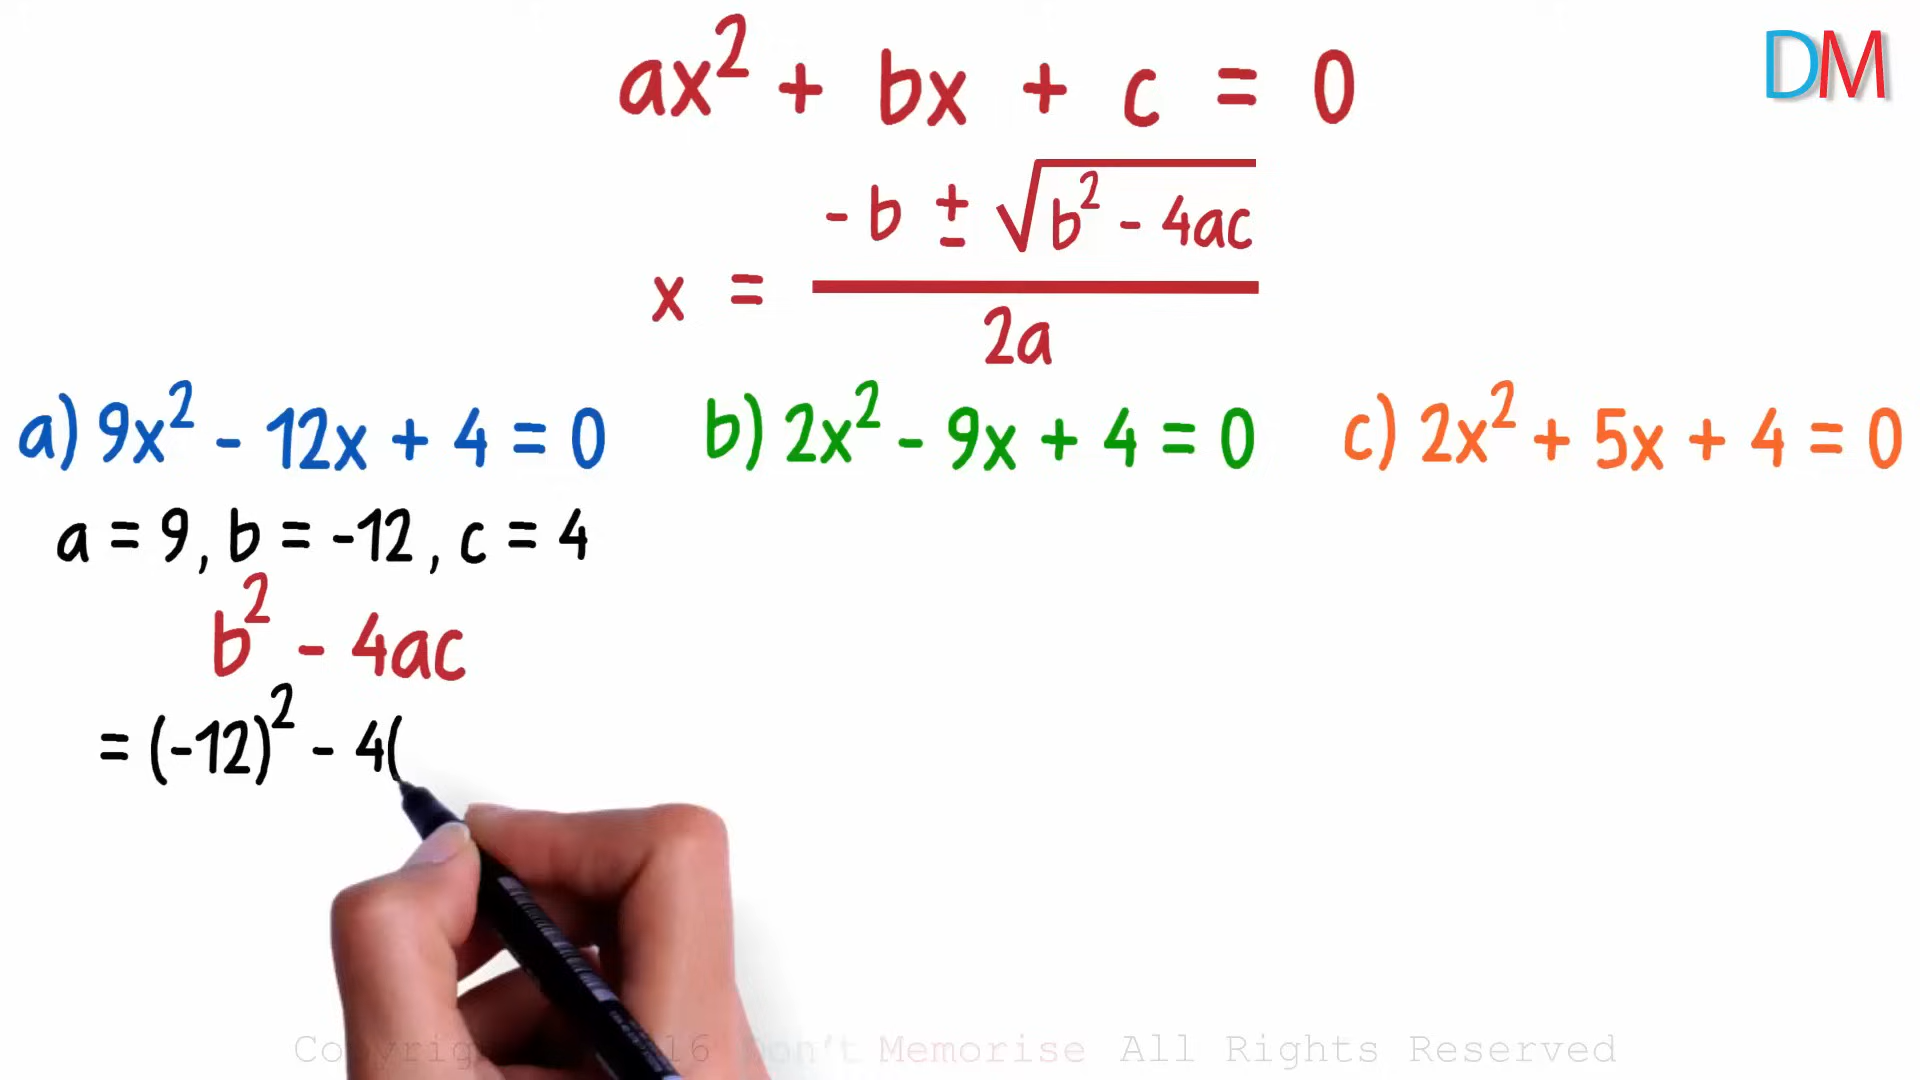 DM
ax² + bx + c = 0
x = -b ± √b² - 4ac / 2a
a) 9x² - 12x + 4 = 0
b) 2x² - 9x + 4 = 0
c) 2x² + 5x + 4 = 0
a = 9, b = -12, c = 4
b² - 4ac
= (-12)² - 4(
Memorise All Rights Reserved